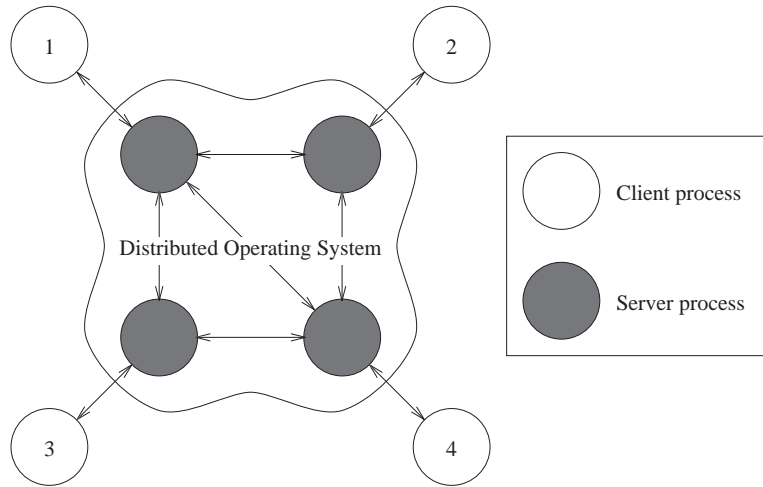 1
2
Client process
Distributed Operating System
Server process
3
4